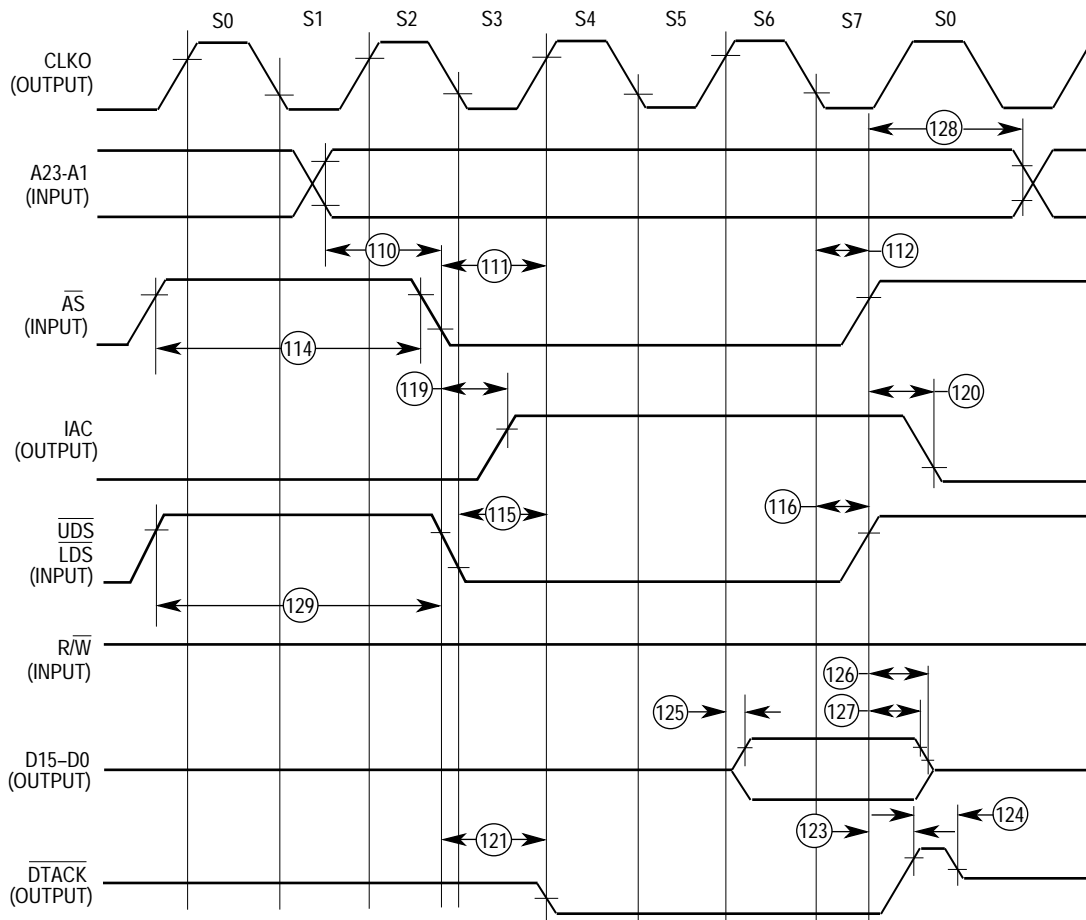 S0 S1 S2 S3 S4 S5 S6 S7 S0
CLKO
(OUTPUT)
128
A23-A1
(INPUT)
110 111 112
AS
(INPUT)
114
119 120
IAC
(OUTPUT)
115 116
UDS
LDS
(INPUT)
129
R/W
(INPUT)
126
125 127
D15–D0
(OUTPUT)
121 123 124
DTACK
(OUTPUT)